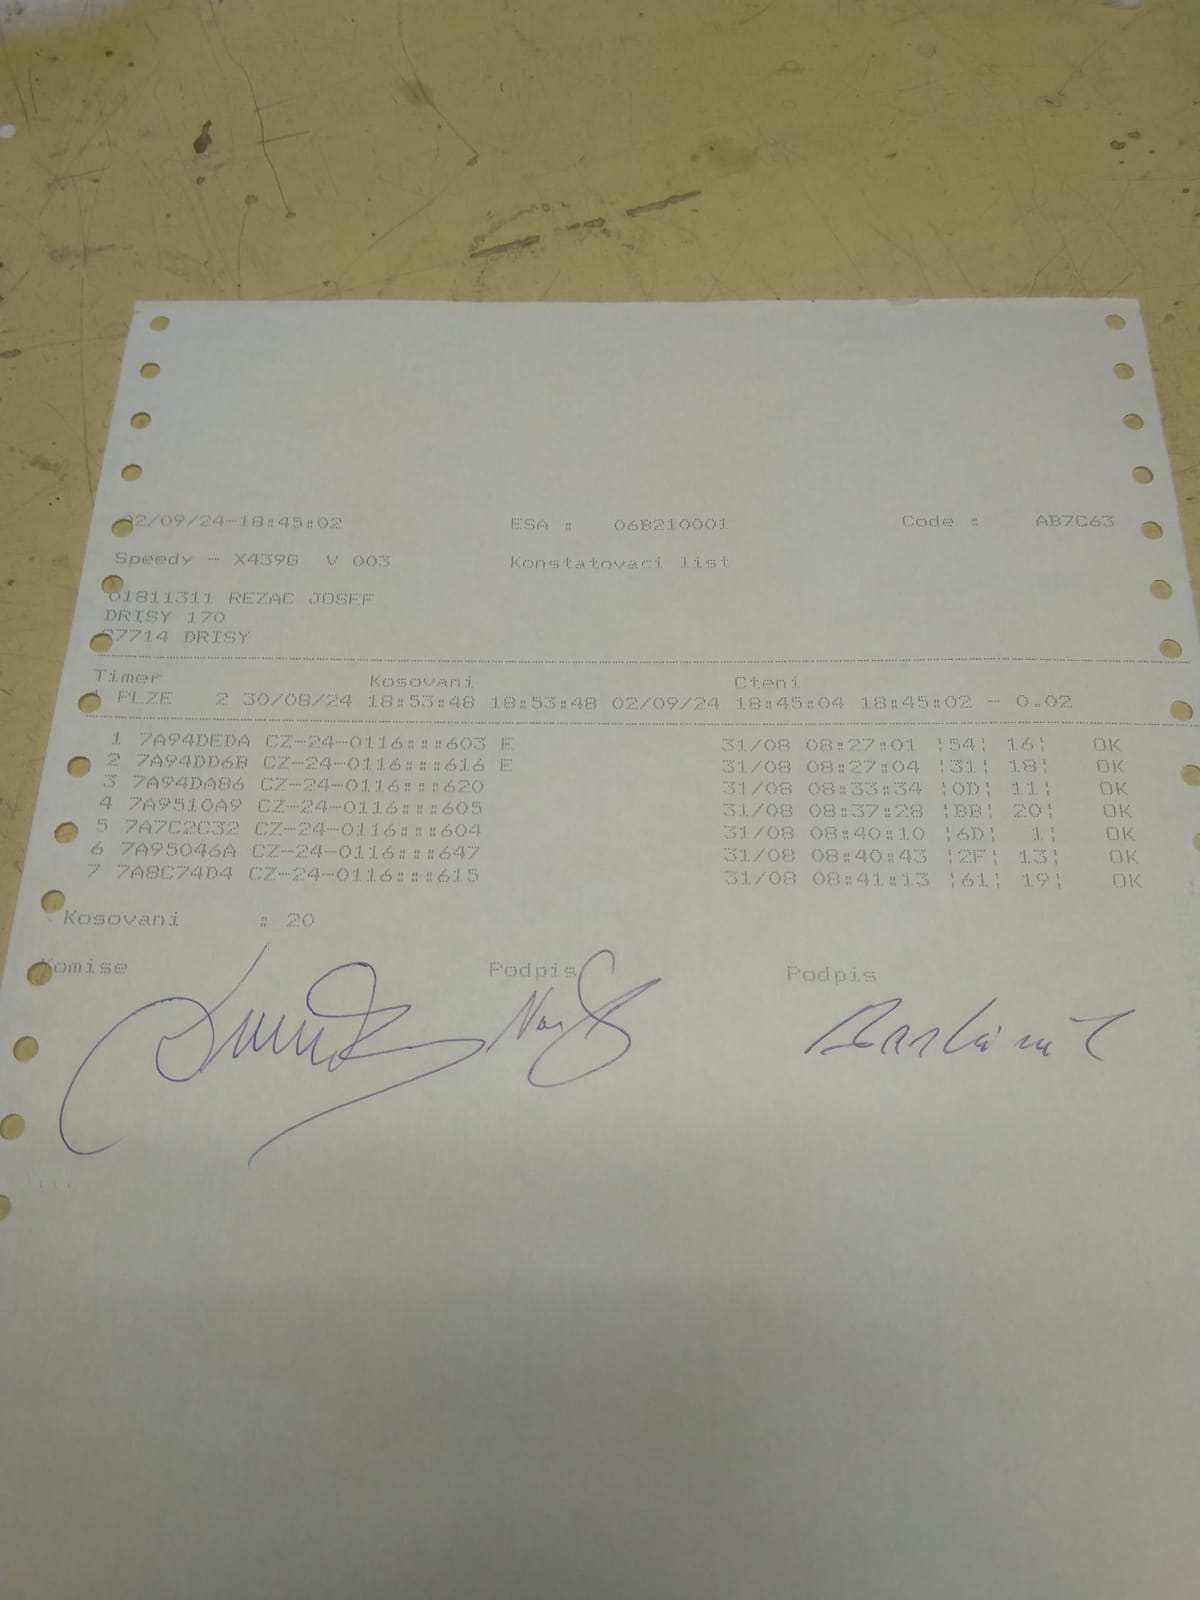 02/09/24-18:45:02 ESA : 06B210001 Code : AB7C63
Speedy - X439G V 003 Konstatovaci list
01811311 REZAC JOSEF
DRISY 170
27714 DRISY
Timer Kosovani Cteni
PLZE 2 30/08/24 18:53:48 18:53:48 02/09/24 18:45:04 18:45:02 - 0.02
1 7A94DEDA CZ-24-0116:::603 E 31/08 08:27:01 ¦54¦ 16¦ OK
2 7A94DD6B CZ-24-0116:::616 E 31/08 08:27:04 ¦31¦ 18¦ OK
3 7A94DA86 CZ-24-0116:::620 31/08 08:33:34 ¦0D¦ 11¦ OK
4 7A9510A9 CZ-24-0116:::605 31/08 08:37:28 ¦BB¦ 20¦ OK
5 7A7C2C32 CZ-24-0116:::604 31/08 08:40:10 ¦6D¦ 1¦ OK
6 7A95046A CZ-24-0116:::647 31/08 08:40:43 ¦2F¦ 13¦ OK
7 7A8C74D4 CZ-24-0116:::615 31/08 08:41:13 ¦61¦ 19¦ OK
Kosovani : 20
Komise Podpis Podpis